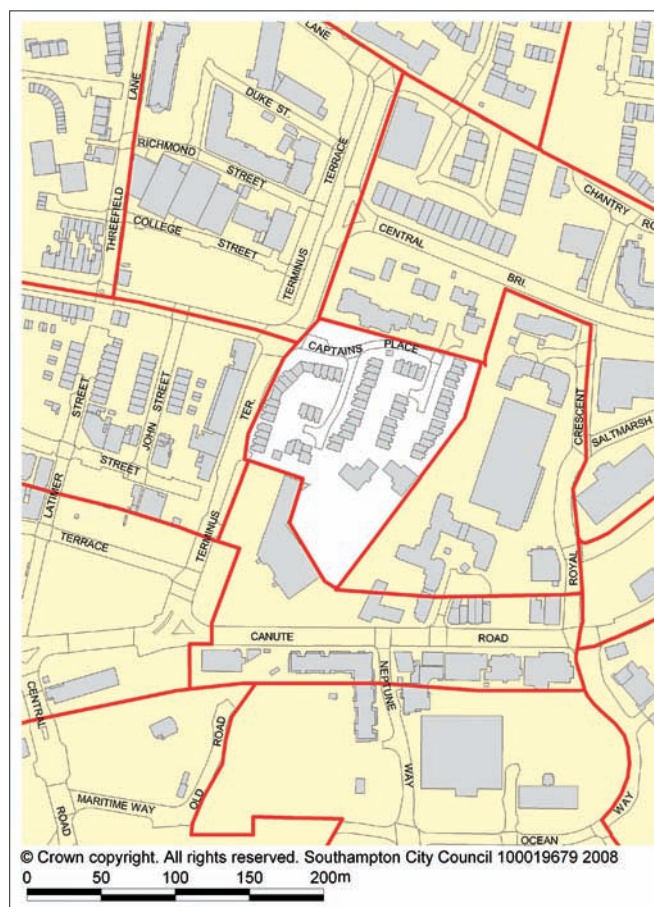 LANE
LANE
DUKE ST.
RICHMOND
STREET
TERRACE
CHANTRY
RO
THREEFIELD
COLLEGE
STREET
CENTRAL
BRI.
TERMINUS
CAPTAINS
PLACE
STREET
STREET
TER.
CRESCENT
SALTMARSH
JOHN
STREET
LATIMER
TERRACE
TERMINUS
ROYAL
CANUTE
ROAD
CENTRAL
NEPTUNE
ROAD
WAY
MARITIME WAY
OLD
WAY
ROAD
OCEAN
© Crown copyright. All rights reserved. Southampton City Council 100019679 2008
0 50 100 150 200m